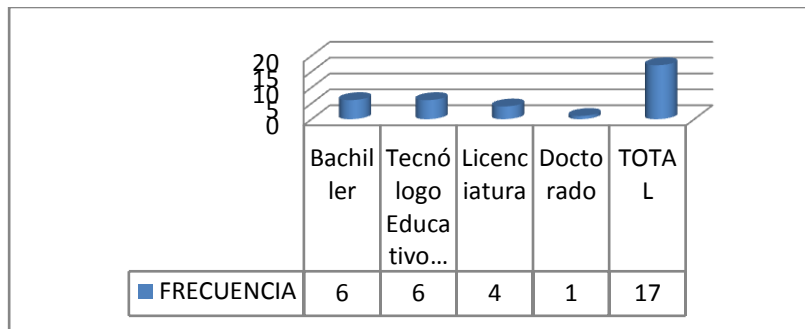 20
15
10
5
0
Bachil
ler
Tecnó
logo
Educa
tivo…
Licenc
iatura
Docto
rado
TOTA
L
FRECUENCIA 6 6 4 1 17